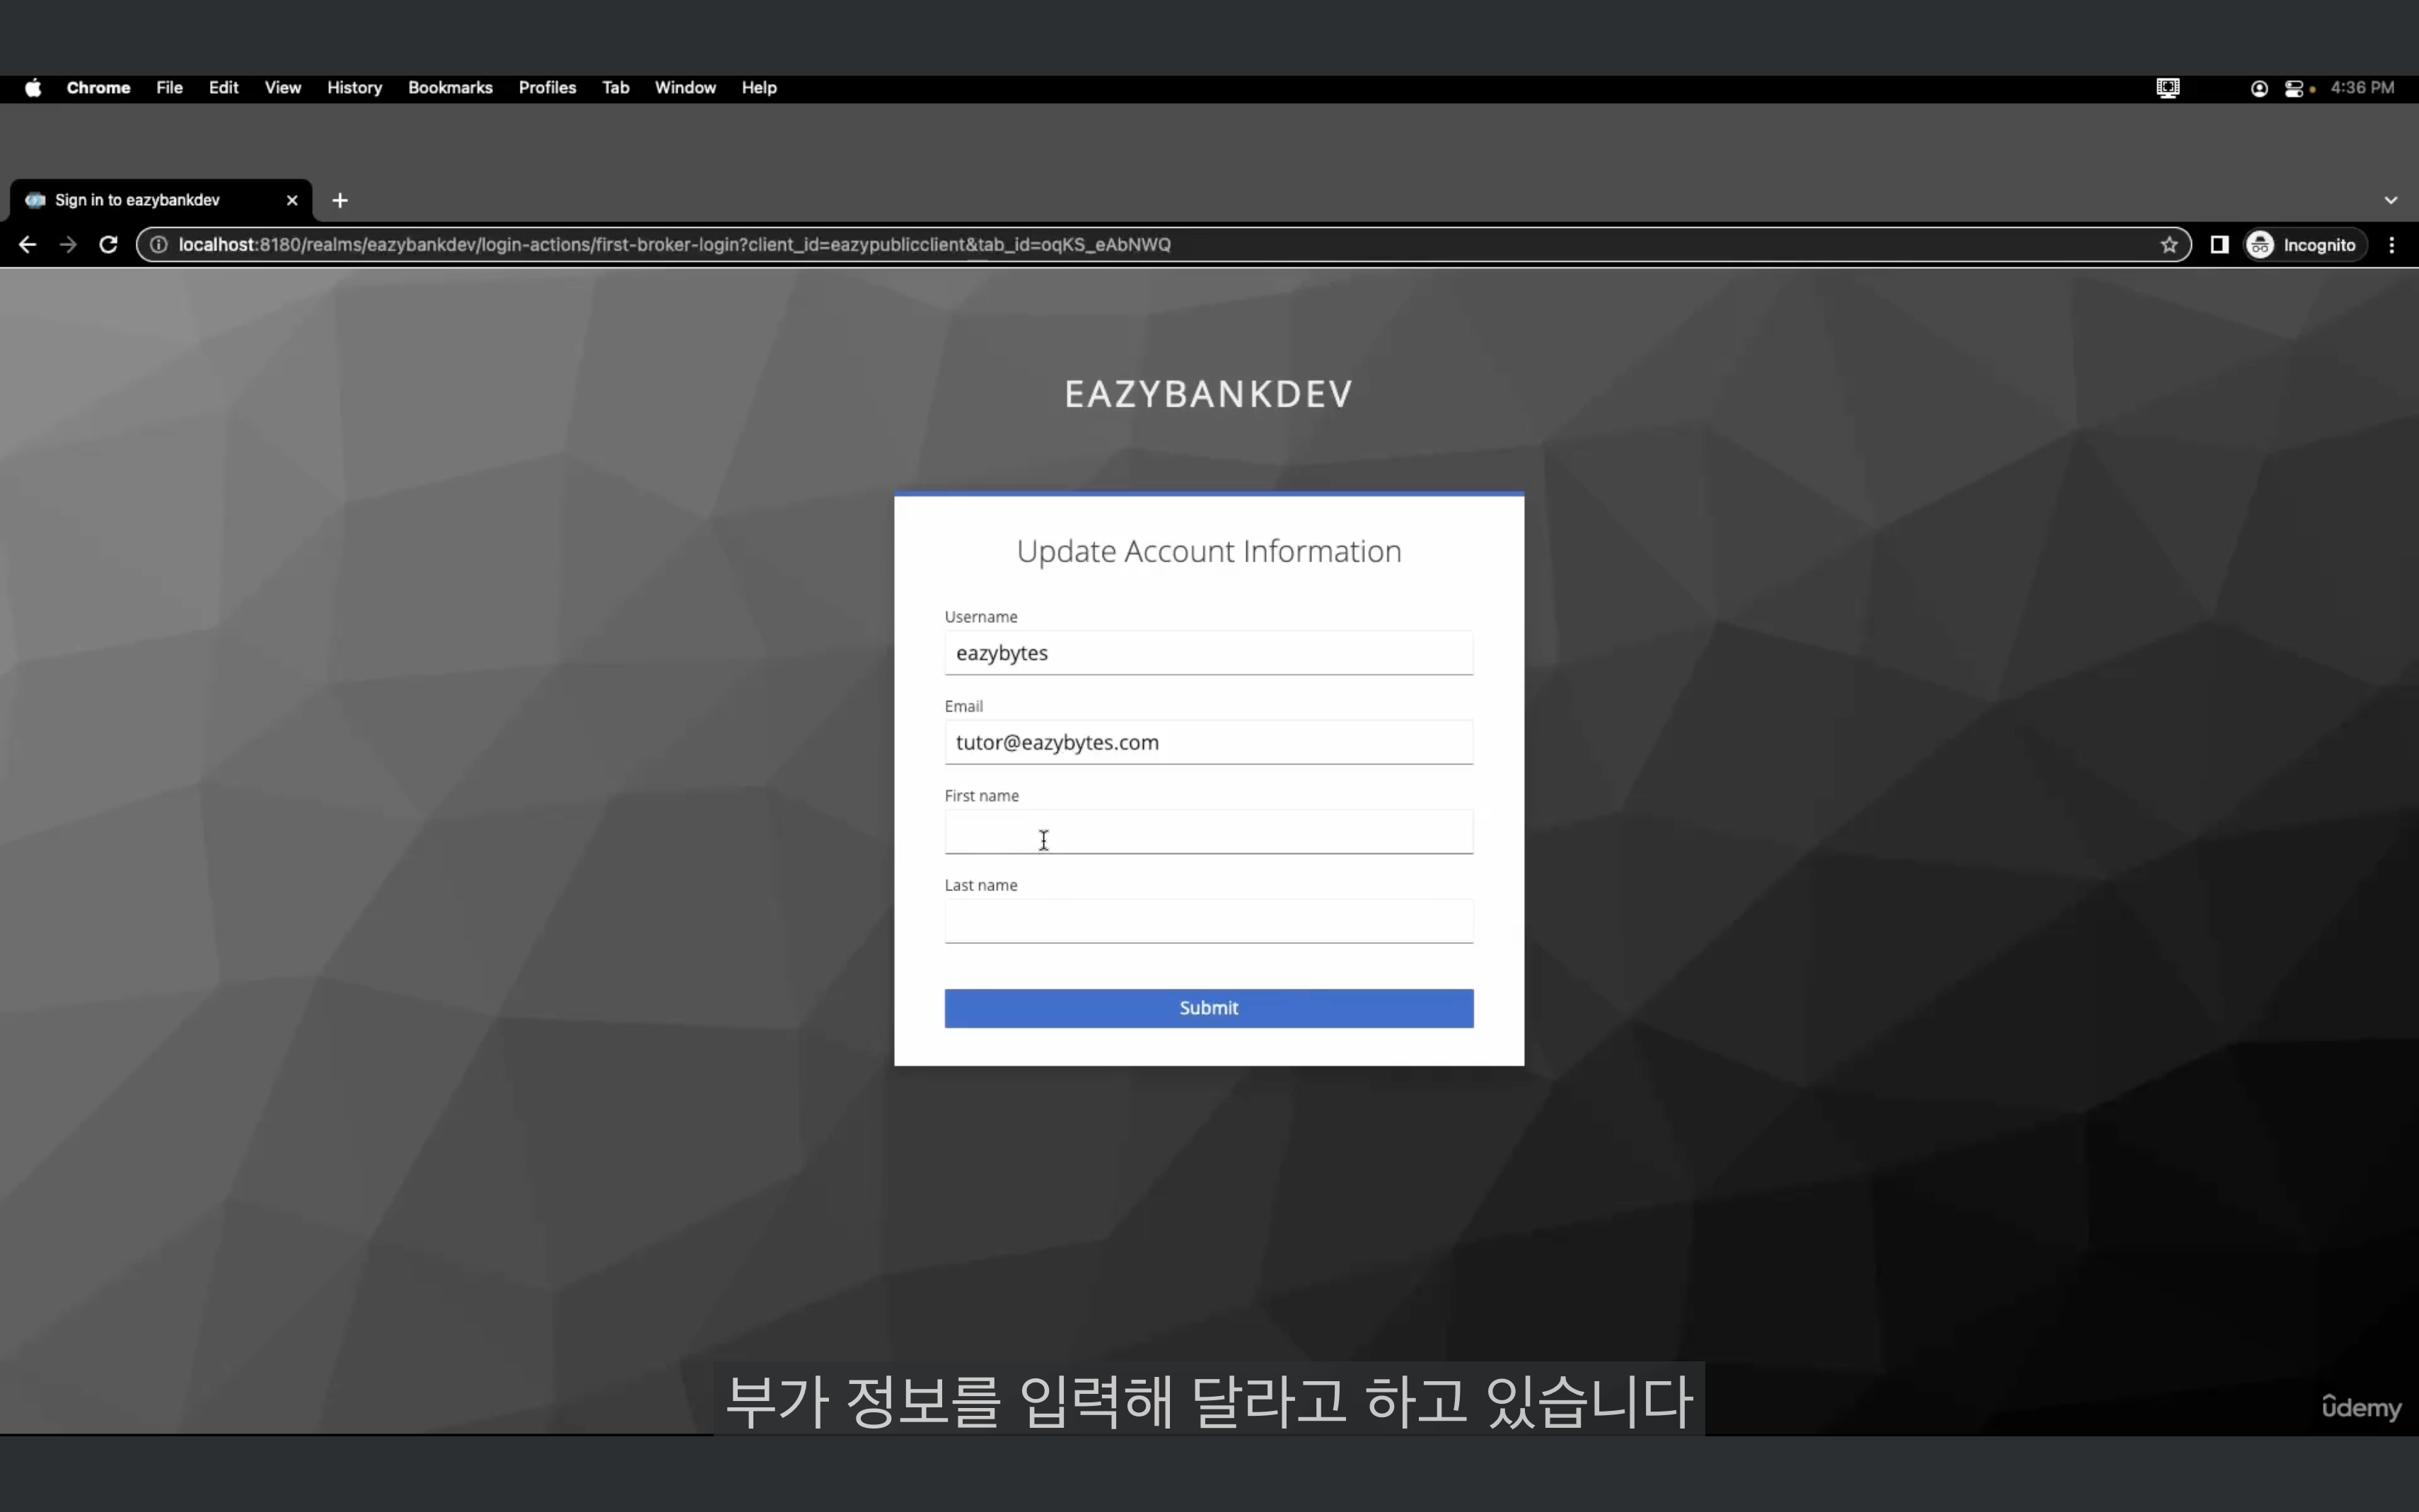 Chrome File Edit View History Bookmarks Profiles Tab Window Help 4:36 PM
Sign in to eazybankdev
localhost:8180/realms/eazybankdev/login-actions/first-broker-login?client_id=eazypublicclient&tab_id=oqKS_eAbNWQ Incognito
EAZYBANKDEV
Update Account Information
Username
eazybytes
Email
tutor@eazybytes.com
First name
Last name
Submit
부가 정보를 입력해 달라고 하고 있습니다
ûdemy